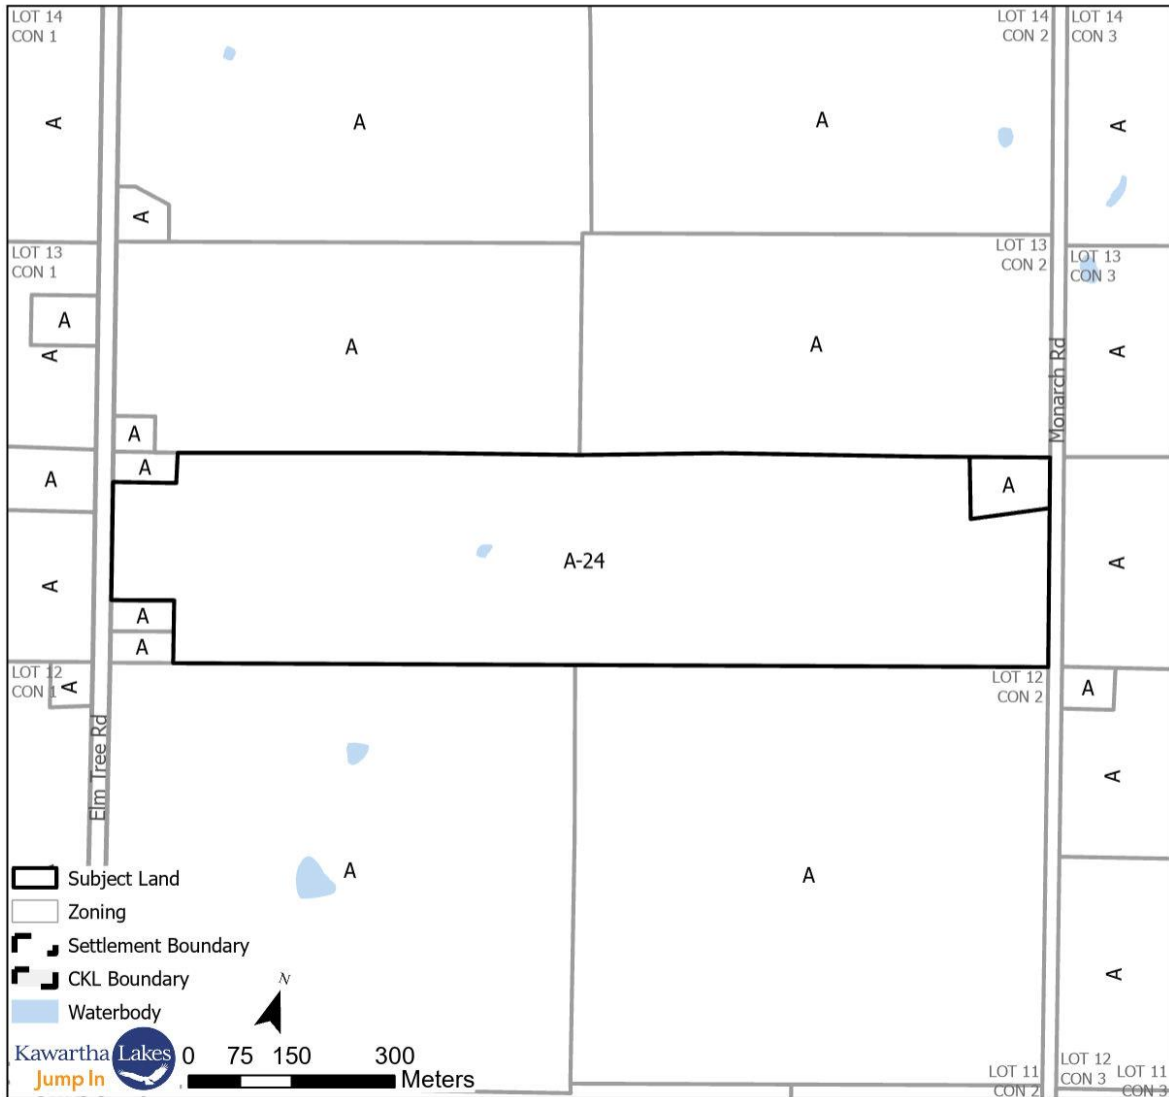 LOT 14
CON 1
LOT 14
CON 2
LOT 14
CON 3
A
A
A
A
A
LOT 13
CON 1
LOT 13
CON 2
LOT 13
CON 3
A
A
A
A
A
Monarch Rd
A
A
A
A
A-24
A
A
A
A
LOT 12
CON 1
A
LOT 12
CON 2
A
Elm Tree Rd
A
A
A
A
Subject Land
Zoning
Settlement Boundary
CKL Boundary
Waterbody
N
Kawartha Lakes
Jump In
0 75 150 300
Meters
LOT 11
CON 2
LOT 12
CON 3
LOT 11
CON 3